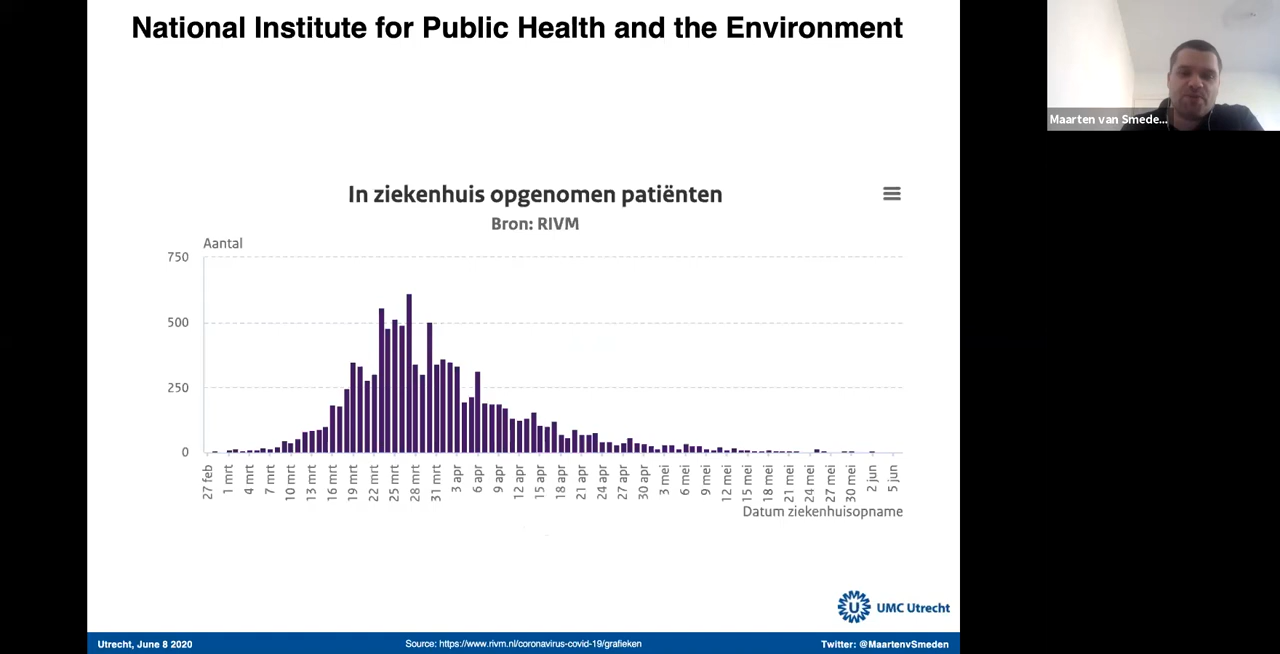 National Institute for Public Health and the Environment
Maarten van Smede...
In ziekenhuis opgenomen patiënten
Bron: RIVM
Aantal
750
500
250
0
27 feb
1 mrt
4 mrt
7 mrt
10 mrt
13 mrt
16 mrt
19 mrt
22 mrt
25 mrt
28 mrt
31 mrt
3 apr
6 apr
9 apr
12 apr
15 apr
18 apr
21 apr
24 apr
27 apr
30 apr
3 mei
6 mei
9 mei
12 mei
15 mei
18 mei
21 mei
24 mei
27 mei
30 mei
2 jun
5 jun
Datum ziekenhuisopname
U
UMC Utrecht
Utrecht, June 8 2020
Source: https://www.rivm.nl/coronavirus-covid-19/grafieken
Twitter: @MaartenvSmeden